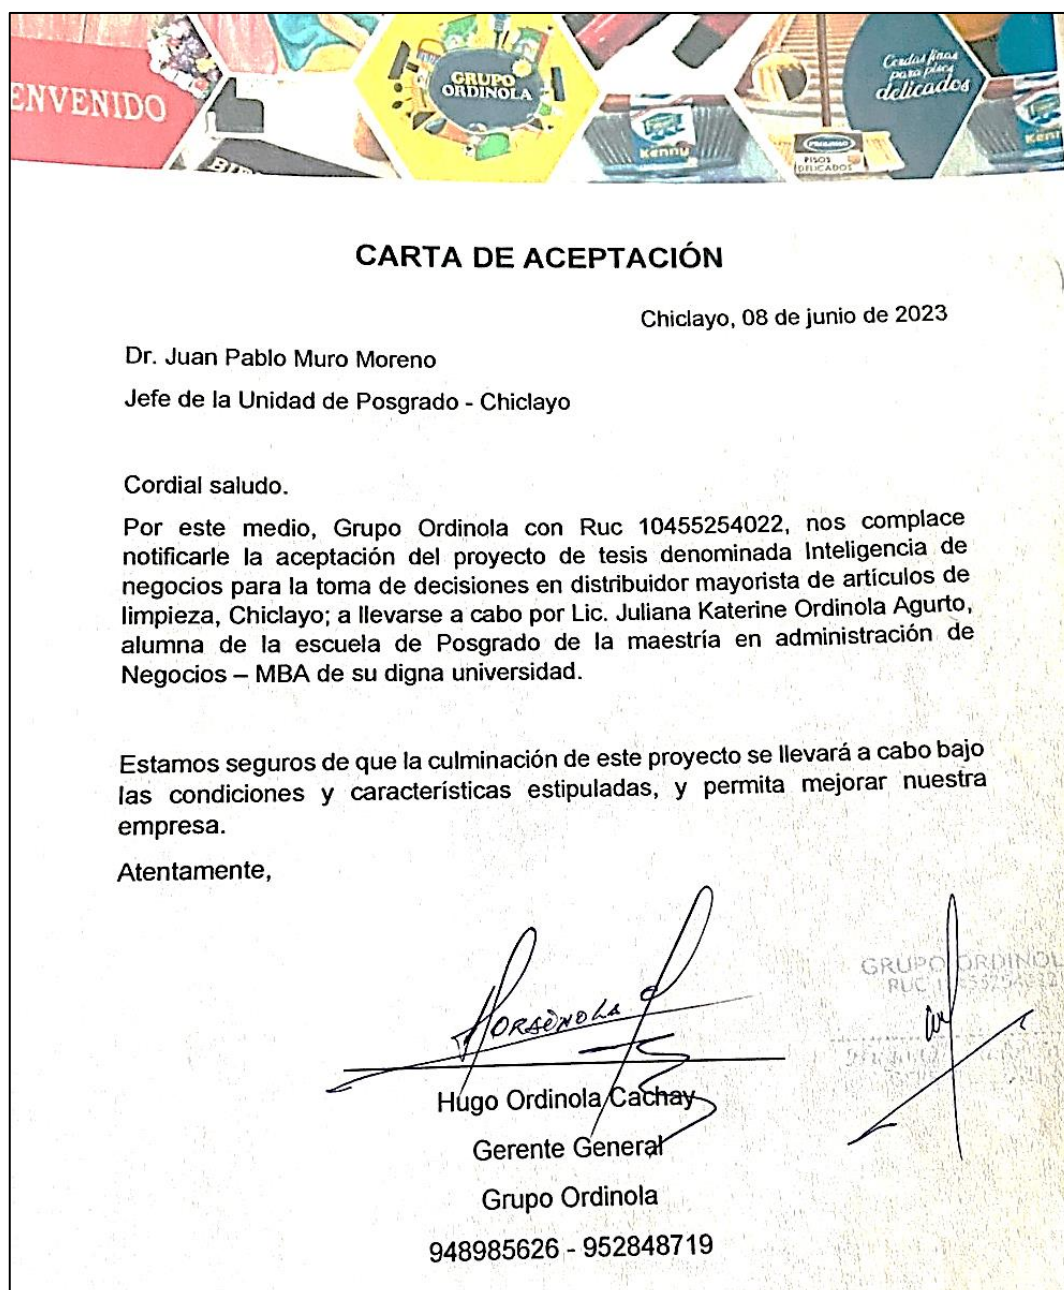 ENVENIDO
GRUPO
ORDINOLA
Kenny
PISOS
DELICADOS
Cerdas finas
para pisos
delicados
CARTA DE ACEPTACIÓN
Chiclayo, 08 de junio de 2023
Dr. Juan Pablo Muro Moreno
Jefe de la Unidad de Posgrado - Chiclayo
Cordial saludo.
Por este medio, Grupo Ordinola con Ruc 10455254022, nos complace
notificarle la aceptación del proyecto de tesis denominada Inteligencia de
negocios para la toma de decisiones en distribuidor mayorista de artículos de
limpieza, Chiclayo; a llevarse a cabo por Lic. Juliana Katerine Ordinola Agurto,
alumna de la escuela de Posgrado de la maestría en administración de
Negocios – MBA de su digna universidad.
Estamos seguros de que la culminación de este proyecto se llevará a cabo bajo
las condiciones y características estipuladas, y permita mejorar nuestra
empresa.
Atentamente,
GRUPO ORDINOL
RUC
Hugo Ordinola Cachay
Gerente General
Grupo Ordinola
948985626 - 952848719